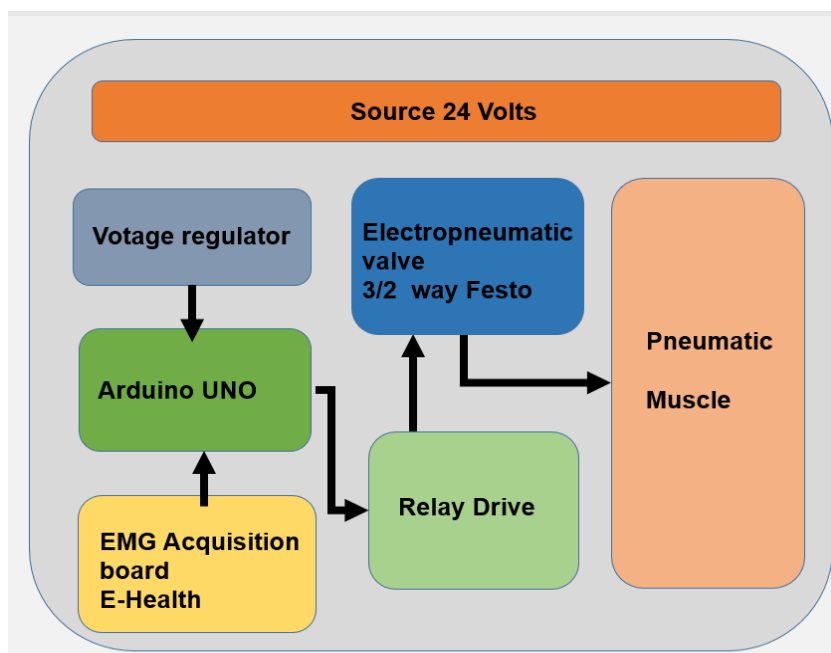 Source 24 Volts
Votage regulator
Electropneumatic
valve
3/2 way Festo
Pneumatic
Muscle
Arduino UNO
Relay Drive
EMG Acquisition
board
E-Health